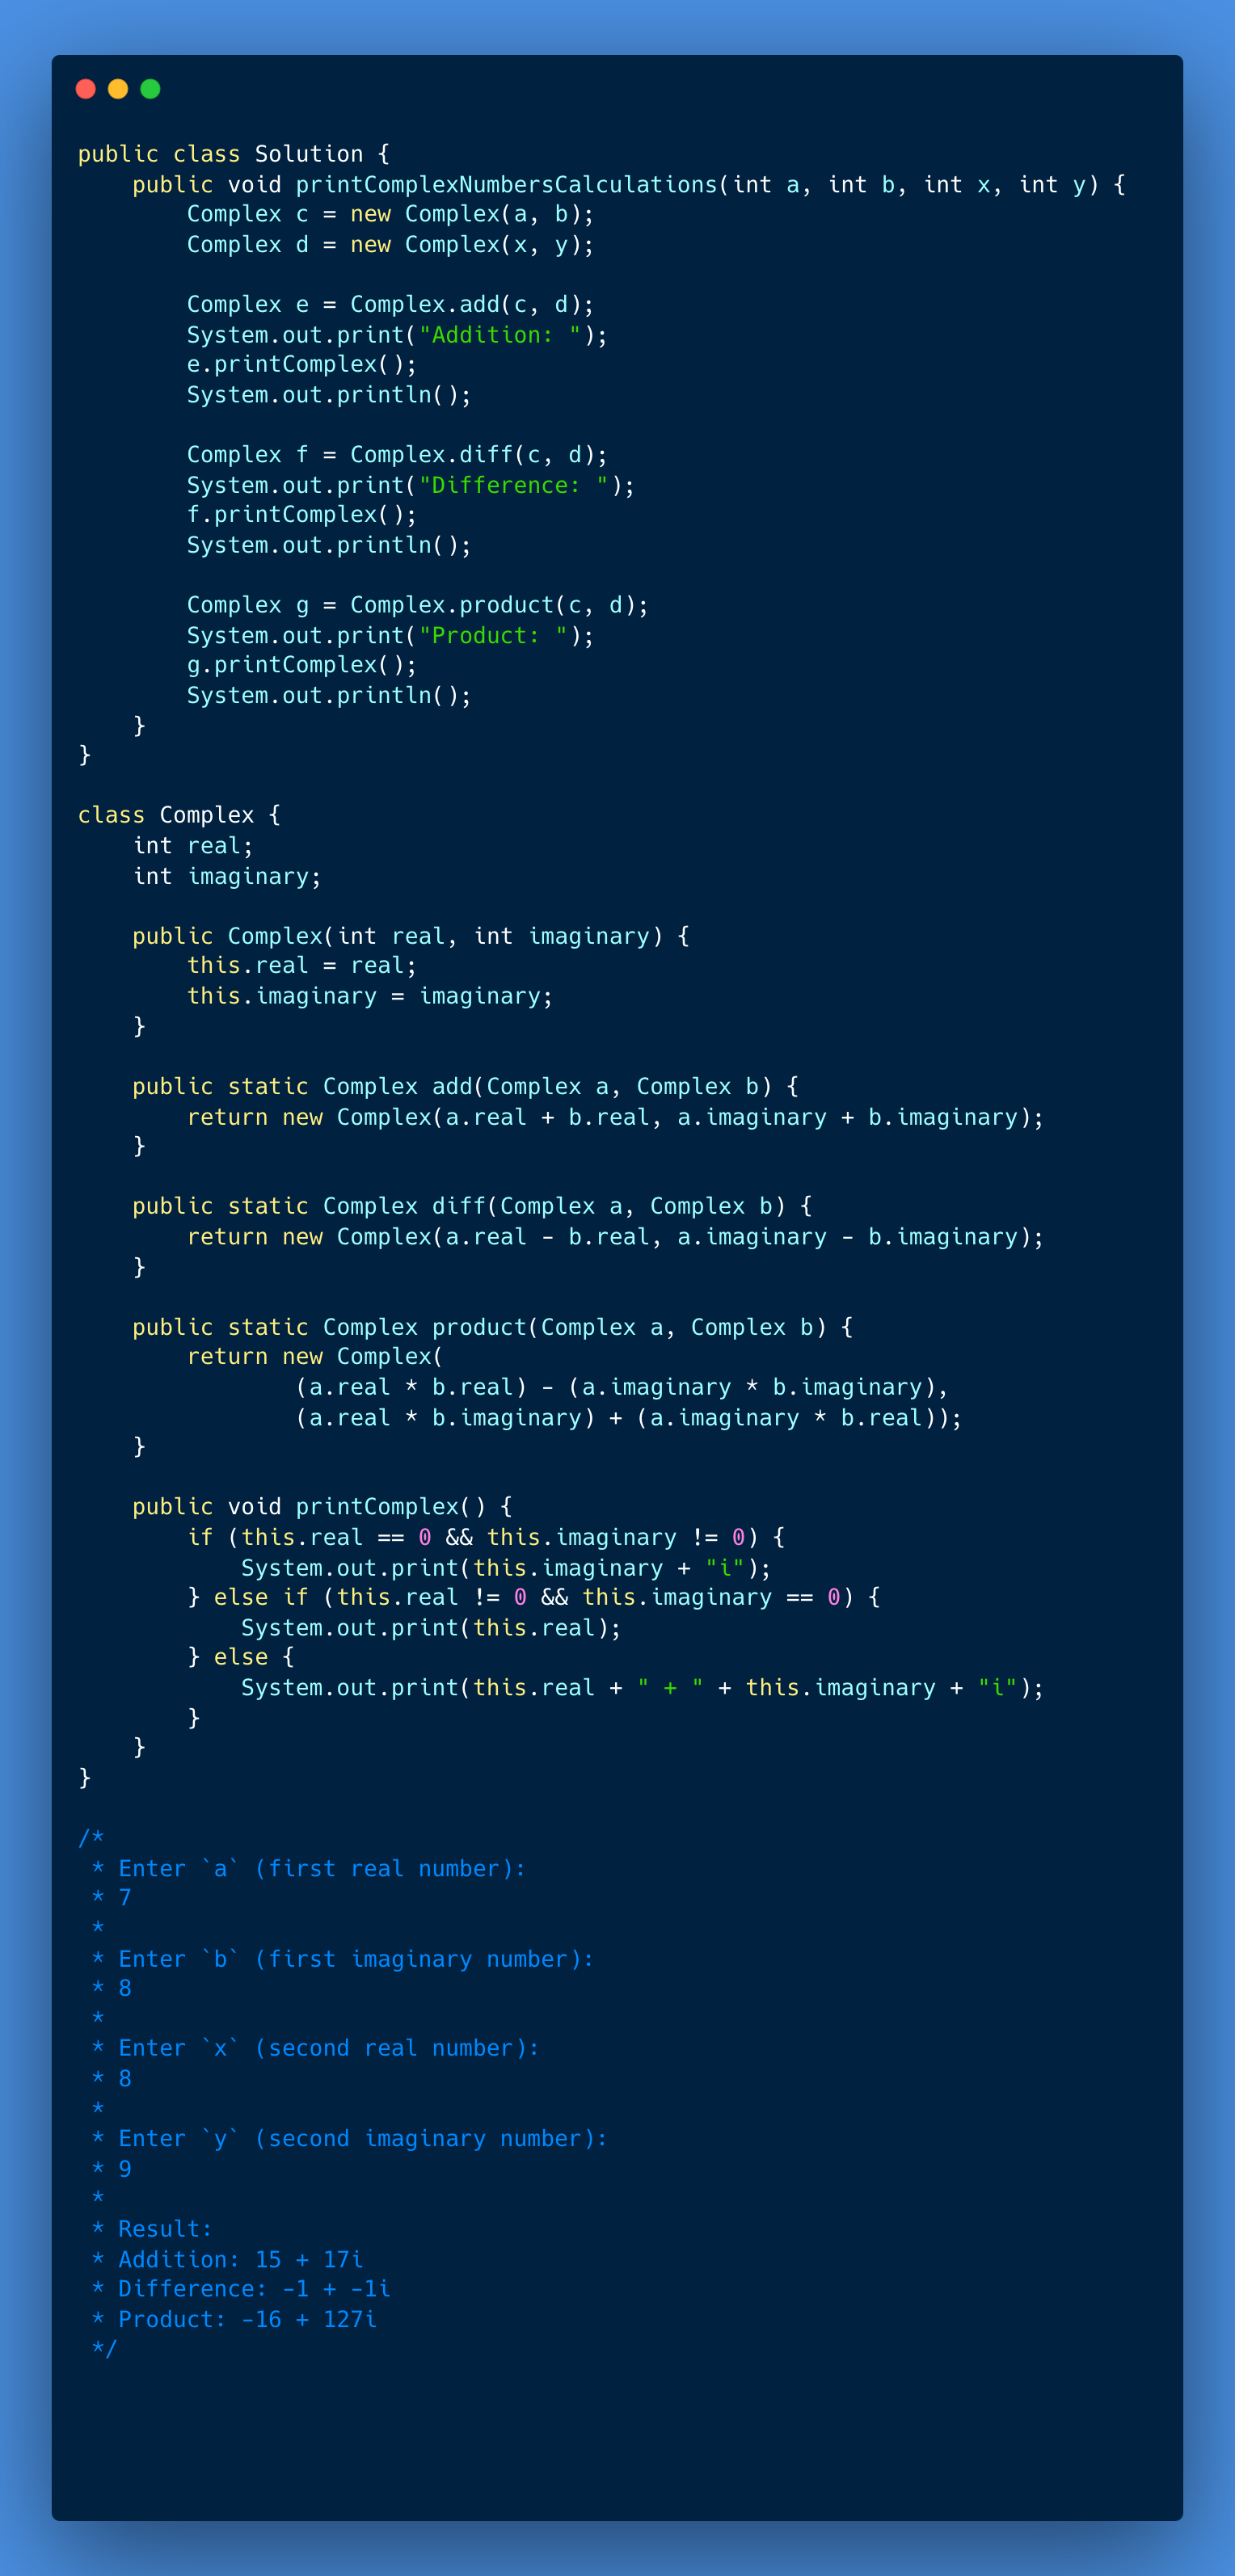 public class Solution {
    public void printComplexNumbersCalculations(int a, int b, int x, int y) {
        Complex c = new Complex(a, b);
        Complex d = new Complex(x, y);

        Complex e = Complex.add(c, d);
        System.out.print("Addition: ");
        e.printComplex();
        System.out.println();

        Complex f = Complex.diff(c, d);
        System.out.print("Difference: ");
        f.printComplex();
        System.out.println();

        Complex g = Complex.product(c, d);
        System.out.print("Product: ");
        g.printComplex();
        System.out.println();
    }
}

class Complex {
    int real;
    int imaginary;

    public Complex(int real, int imaginary) {
        this.real = real;
        this.imaginary = imaginary;
    }

    public static Complex add(Complex a, Complex b) {
        return new Complex(a.real + b.real, a.imaginary + b.imaginary);
    }

    public static Complex diff(Complex a, Complex b) {
        return new Complex(a.real - b.real, a.imaginary - b.imaginary);
    }

    public static Complex product(Complex a, Complex b) {
        return new Complex(
                (a.real * b.real) - (a.imaginary * b.imaginary),
                (a.real * b.imaginary) + (a.imaginary * b.real));
    }

    public void printComplex() {
        if (this.real == 0 && this.imaginary != 0) {
            System.out.print(this.imaginary + "i");
        } else if (this.real != 0 && this.imaginary == 0) {
            System.out.print(this.real);
        } else {
            System.out.print(this.real + " + " + this.imaginary + "i");
        }
    }
}

/*
 * Enter `a` (first real number):
 * 7
 *
 * Enter `b` (first imaginary number):
 * 8
 *
 * Enter `x` (second real number):
 * 8
 *
 * Enter `y` (second imaginary number):
 * 9
 *
 * Result:
 * Addition: 15 + 17i
 * Difference: -1 + -1i
 * Product: -16 + 127i
 */